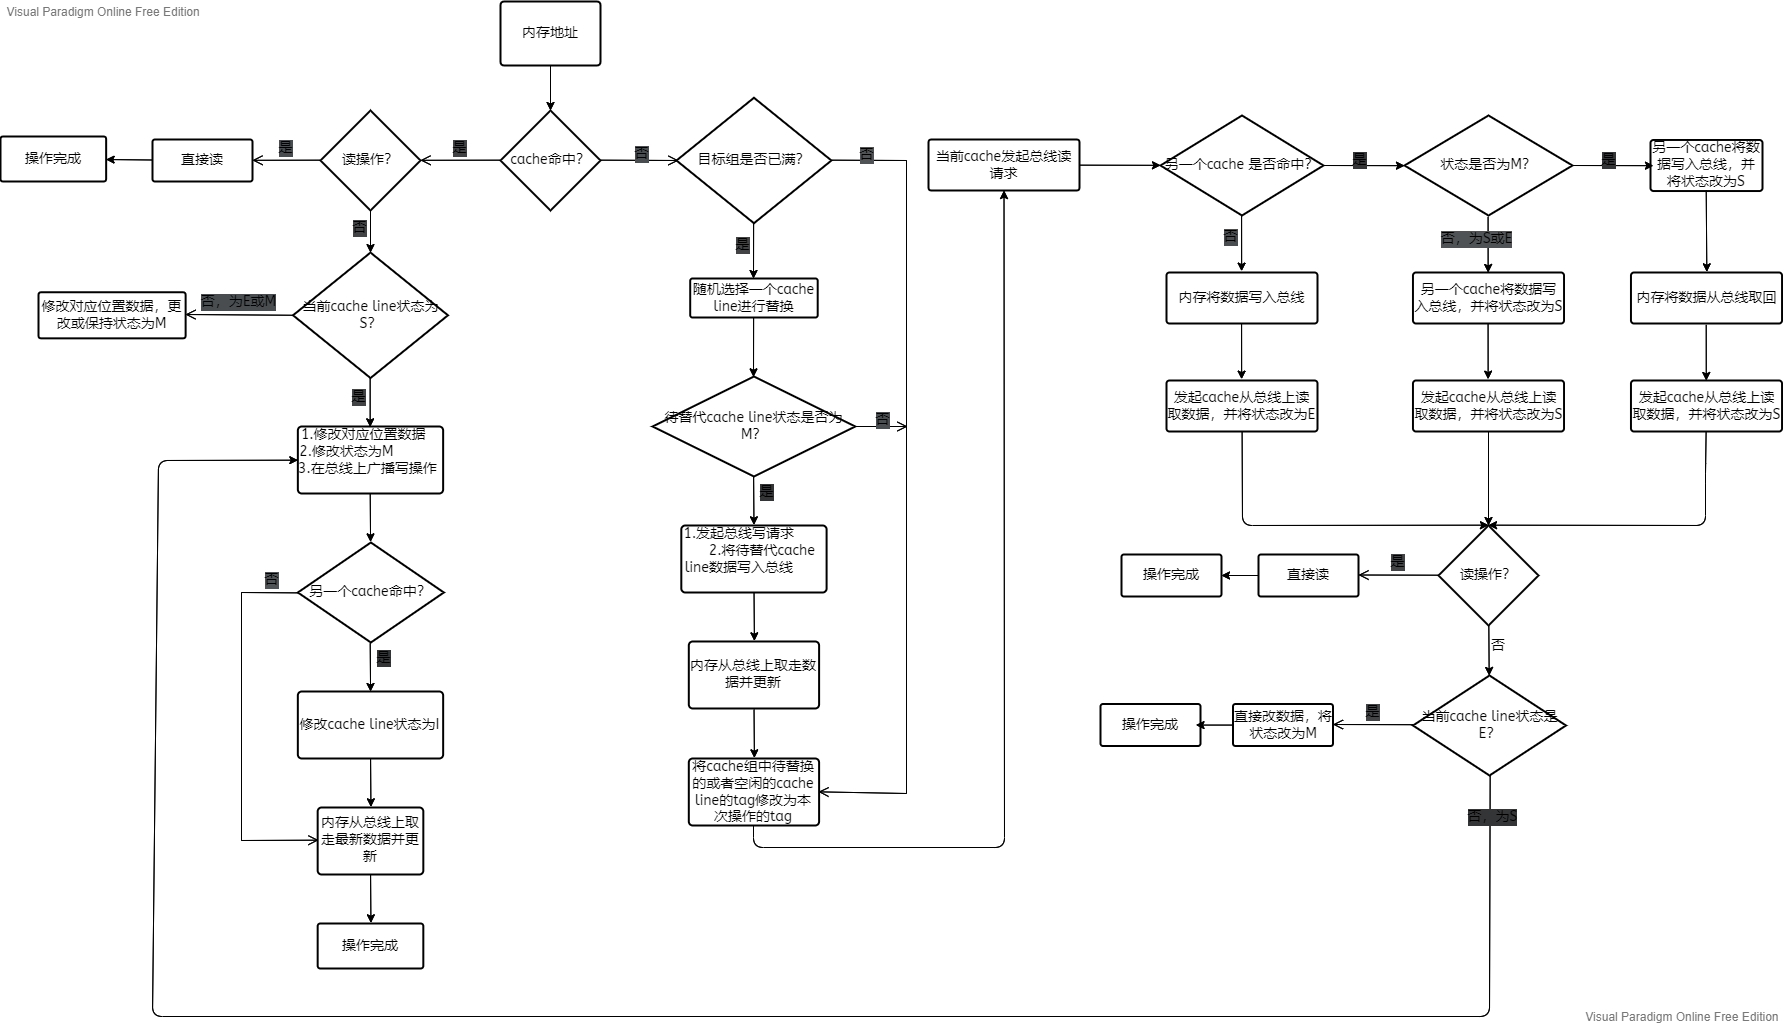 Visual Paradigm Online Free Edition
内存地址
cache命中?
是
读操作?
是
直接读
操作完成
否
当前cache line状态为
S?
否，为E或M
修改对应位置数据，更
改或保持状态为M
是
1.修改对应位置数据
2.修改状态为M
3.在总线上广播写操作
另一个cache命中?
否
是
修改cache line状态为I
内存从总线上取
走最新数据并更
新
操作完成
否
目标组是否已满?
否
是
随机选择一个cache
line进行替换
待替代cache line状态是否为
M?
否
是
1.发起总线写请求
2.将待替代cache
line数据写入总线
内存从总线上取走数
据并更新
将cache组中待替换
的或者空闲的cache
line的tag修改为本
次操作的tag
当前cache发起总线读
请求
另一个cache 是否命中?
是
状态是否为M?
是
另一个cache将数
据写入总线，并
将状态改为S
否
内存将数据写入总线
否，为S或E
另一个cache将数据写
入总线，并将状态改为S
内存将数据从总线取回
发起cache从总线上读
取数据，并将状态改为E
发起cache从总线上读
取数据，并将状态改为S
发起cache从总线上读
取数据，并将状态改为S
读操作?
是
直接读
操作完成
否
当前cache line状态是
E?
是
直接改数据，将
状态改为M
操作完成
否，为S
Visual Paradigm Online Free Edition